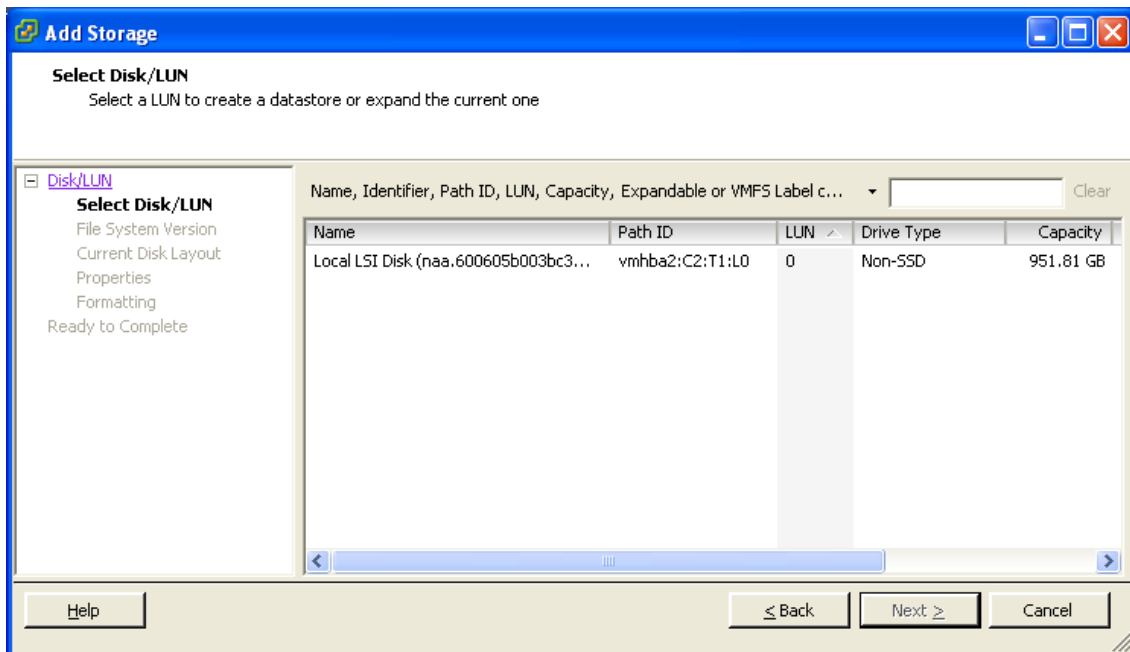 Add Storage
Select Disk/LUN
Select a LUN to create a datastore or expand the current one
Disk/LUN
Select Disk/LUN
File System Version
Current Disk Layout
Properties
Formatting
Ready to Complete
Name, Identifier, Path ID, LUN, Capacity, Expandable or VMFS Label c... Clear
Name Path ID LUN Drive Type Capacity
Local LSI Disk (naa.600605b003bc3... vmhba2:C2:T1:L0 0 Non-SSD 951.81 GB
Help ≤ Back Next ≥ Cancel